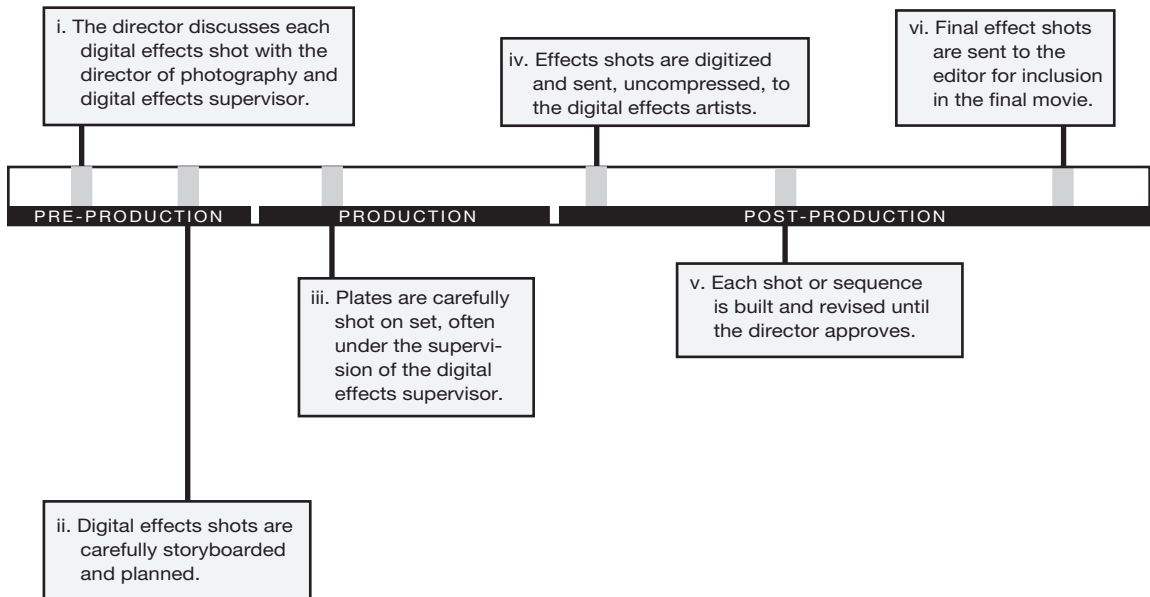 i. The director discusses each
digital effects shot with the
director of photography and
digital effects supervisor.
iv. Effects shots are digitized
and sent, uncompressed, to
the digital effects artists.
vi. Final effect shots
are sent to the
editor for inclusion
in the final movie.
PRE-PRODUCTION
PRODUCTION
POST-PRODUCTION
iii. Plates are carefully
shot on set, often
under the supervi-
sion of the digital
effects supervisor.
v. Each shot or sequence
is built and revised until
the director approves.
ii. Digital effects shots are
carefully storyboarded
and planned.